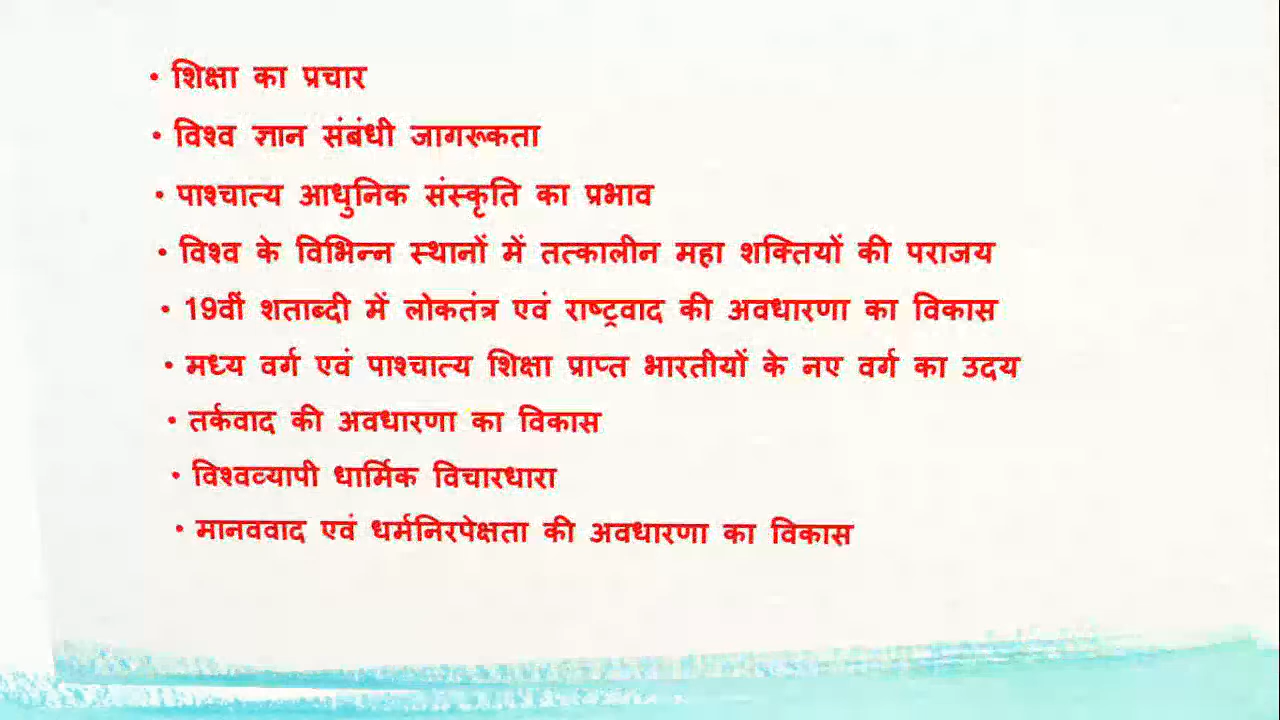 • शिक्षा का प्रचार
• विश्व ज्ञान संबंधी जागरूकता
• पाश्चात्य आधुनिक संस्कृति का प्रभाव
• विश्व के विभिन्न स्थानों में तत्कालीन महा शक्तियों की पराजय
• 19वीं शताब्दी में लोकतंत्र एवं राष्ट्रवाद की अवधारणा का विकास
• मध्य वर्ग एवं पाश्चात्य शिक्षा प्राप्त भारतीयों के नए वर्ग का उदय
• तर्कवाद की अवधारणा का विकास
• विश्वव्यापी धार्मिक विचारधारा
• मानववाद एवं धर्मनिरपेक्षता की अवधारणा का विकास